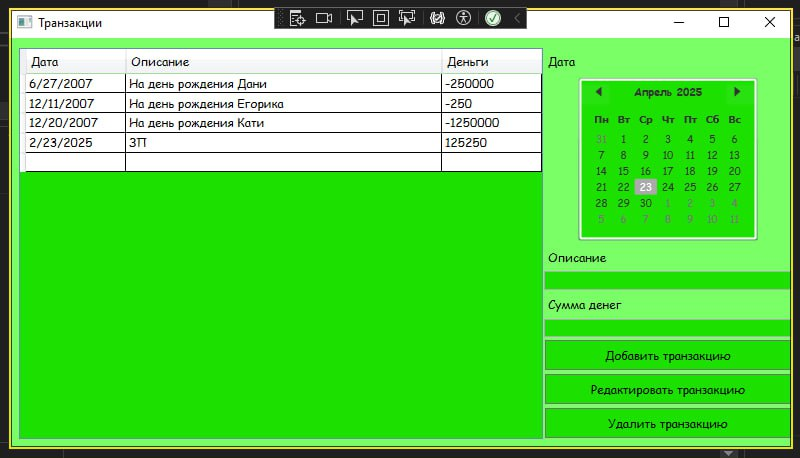 Транзакции
Дата Описание Деньги
6/27/2007 На день рождения Дани -250000
12/11/2007 На день рождения Егорика -250
12/20/2007 На день рождения Кати -1250000
2/23/2025 ЗП 125250
Дата
Апрель 2025
Пн Вт Ср Чт Пт Сб Вс
31 1 2 3 4 5 6
7 8 9 10 11 12 13
14 15 16 17 18 19 20
21 22 23 24 25 26 27
28 29 30 1 2 3 4
5 6 7 8 9 10 11
Описание
Сумма денег
Добавить транзакцию
Редактировать транзакцию
Удалить транзакцию